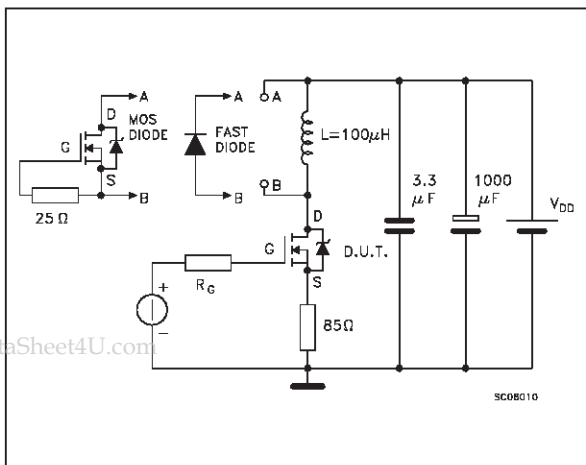 A
D
MOS
DIODE
G
S
B
25 Ω
A
FAST
DIODE
B
A
L=100μH
B
D
G
D.U.T.
S
RG
+
−
85Ω
3.3
μF
1000
μF
VDD
taSheet4U.com
SC08010